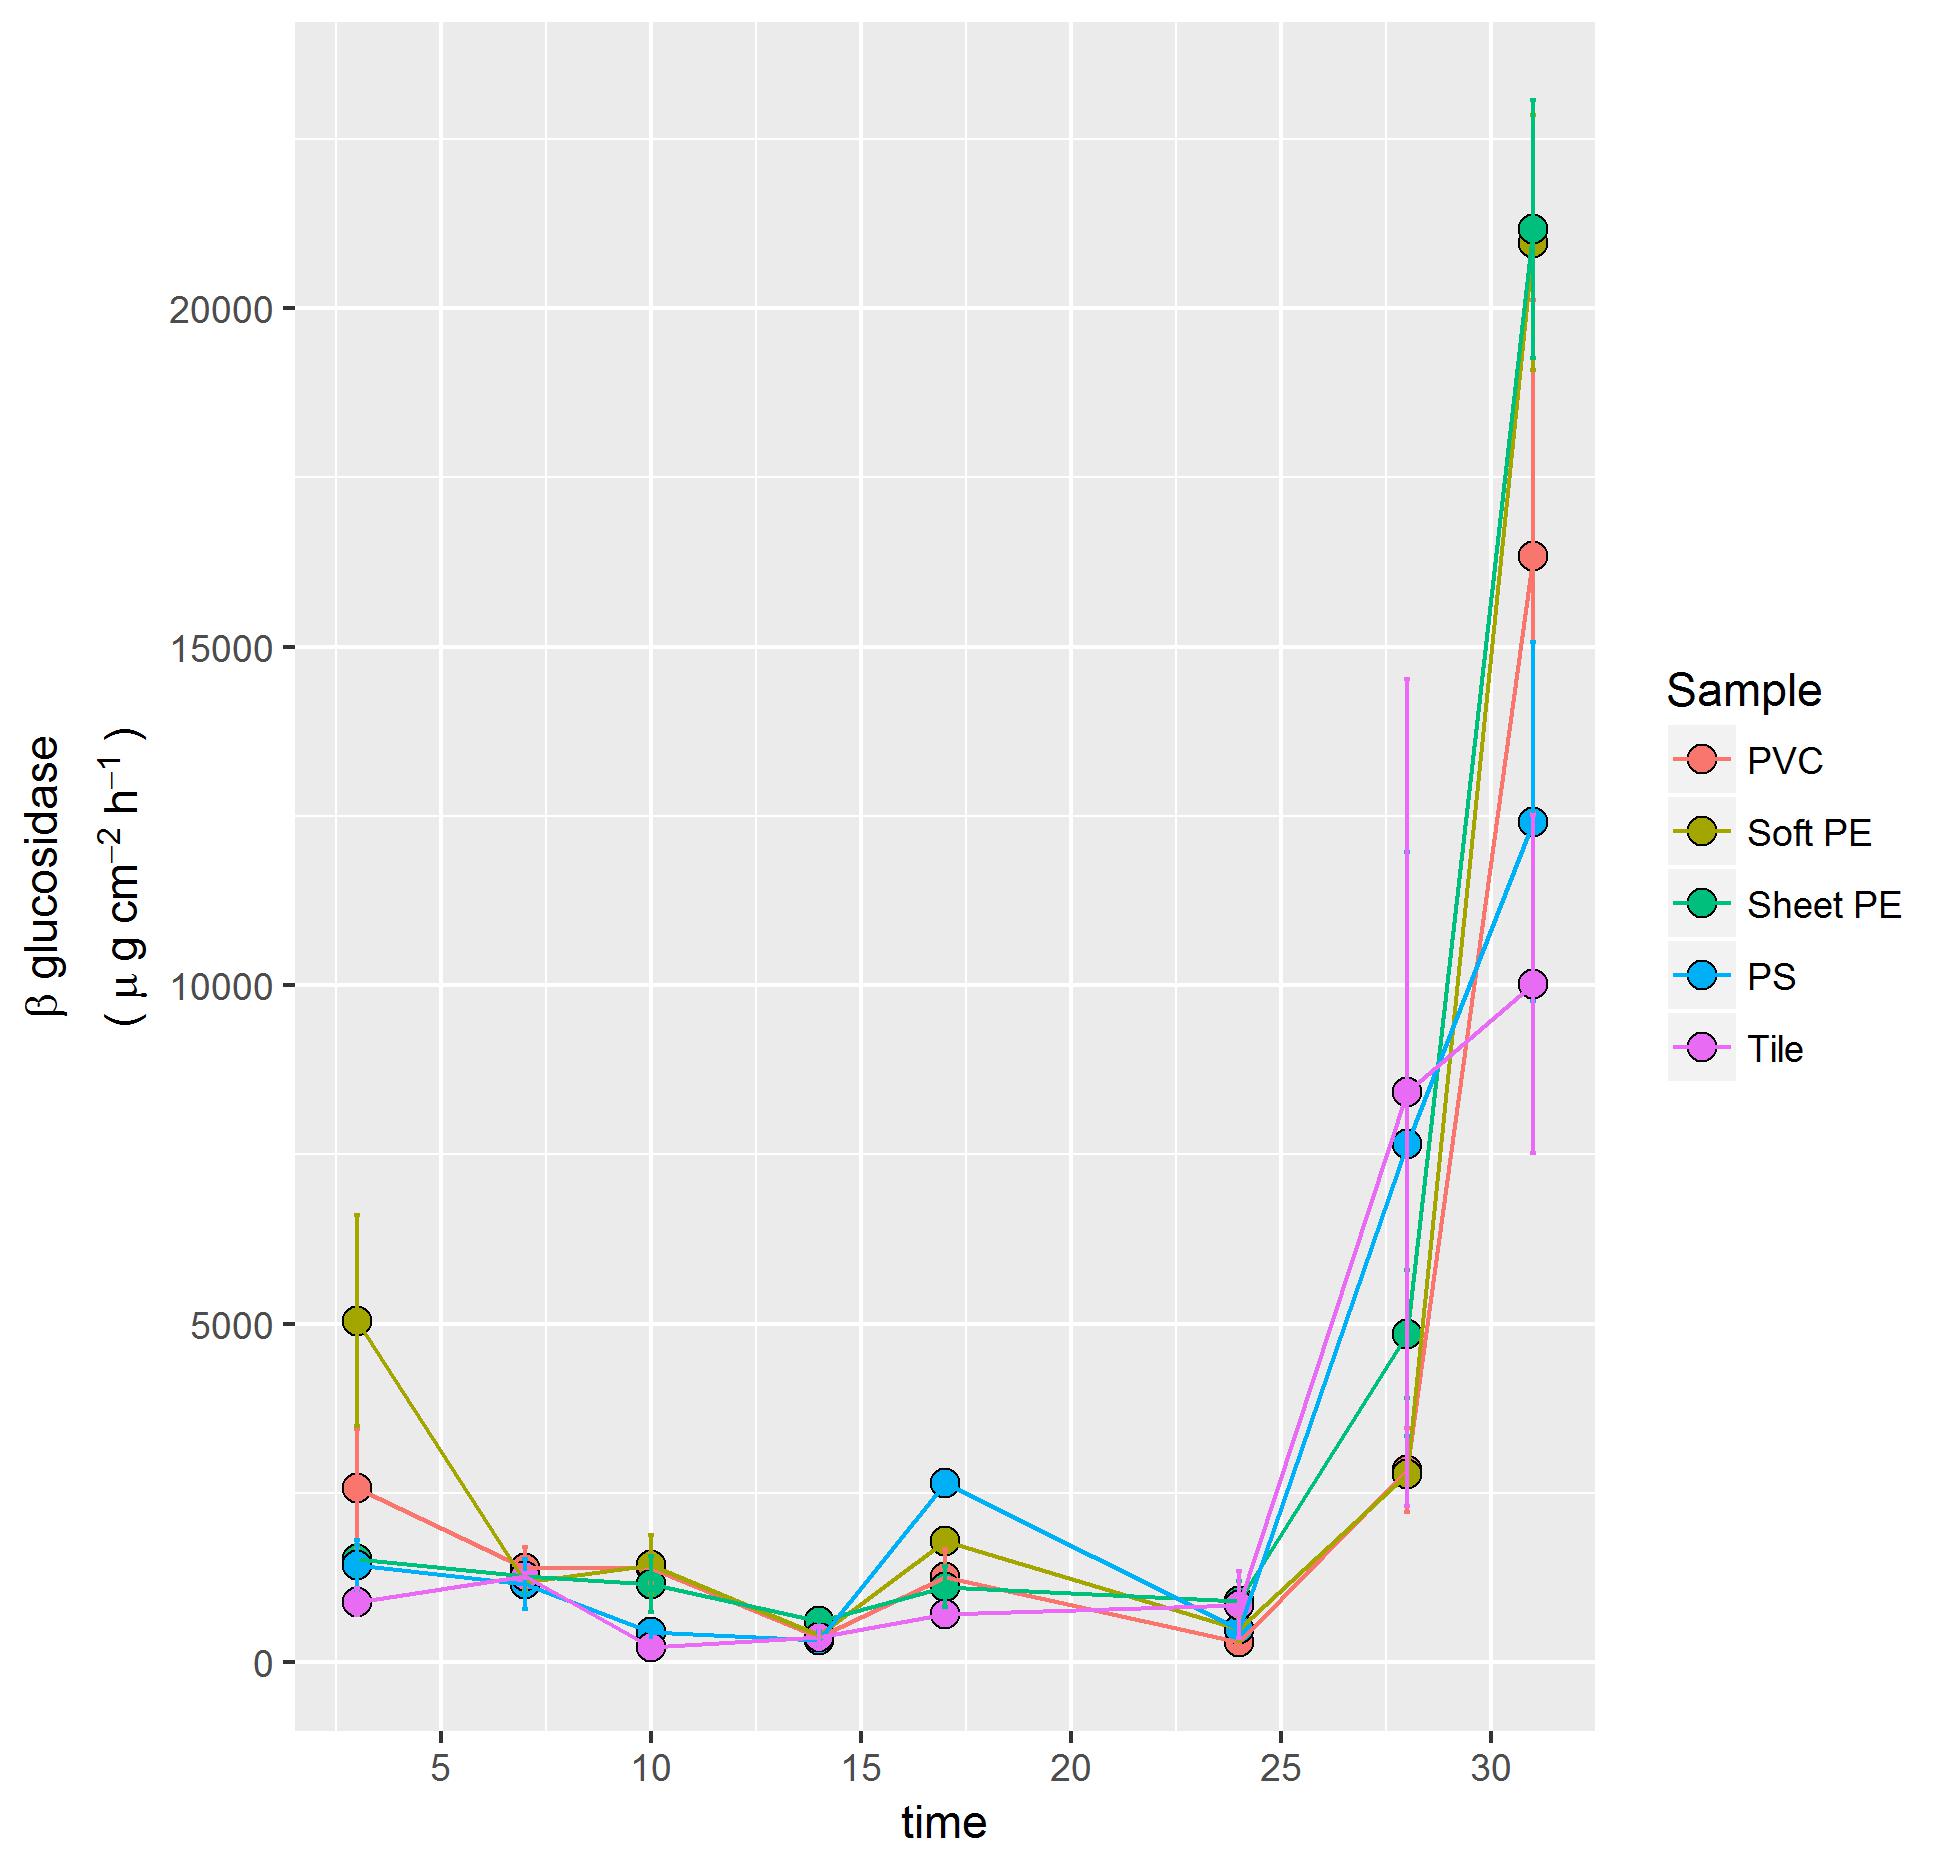 β glucosidase
( μ g cm⁻² h⁻¹ )
20000
15000
10000
5000
0
5 10 15 20 25 30
time
Sample
PVC
Soft PE
Sheet PE
PS
Tile